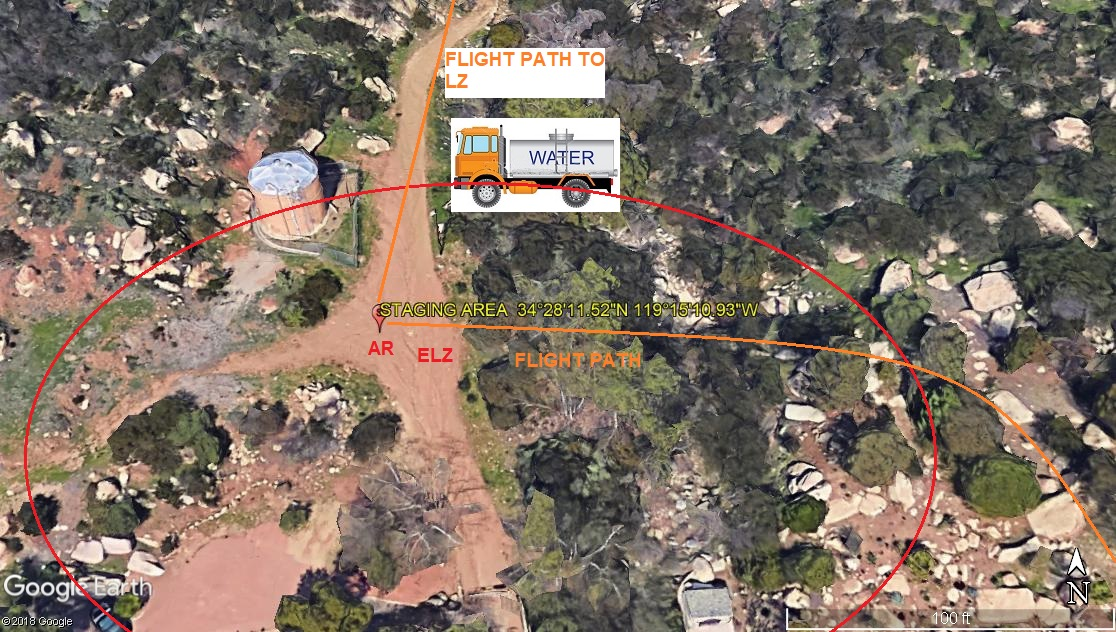 FLIGHT PATH TO
LZ
WATER
STAGING AREA 34°28'11.52"N 119°15'10.93"W
AR
ELZ
FLIGHT PATH
Google Earth
©2018 Google
100 ft
N